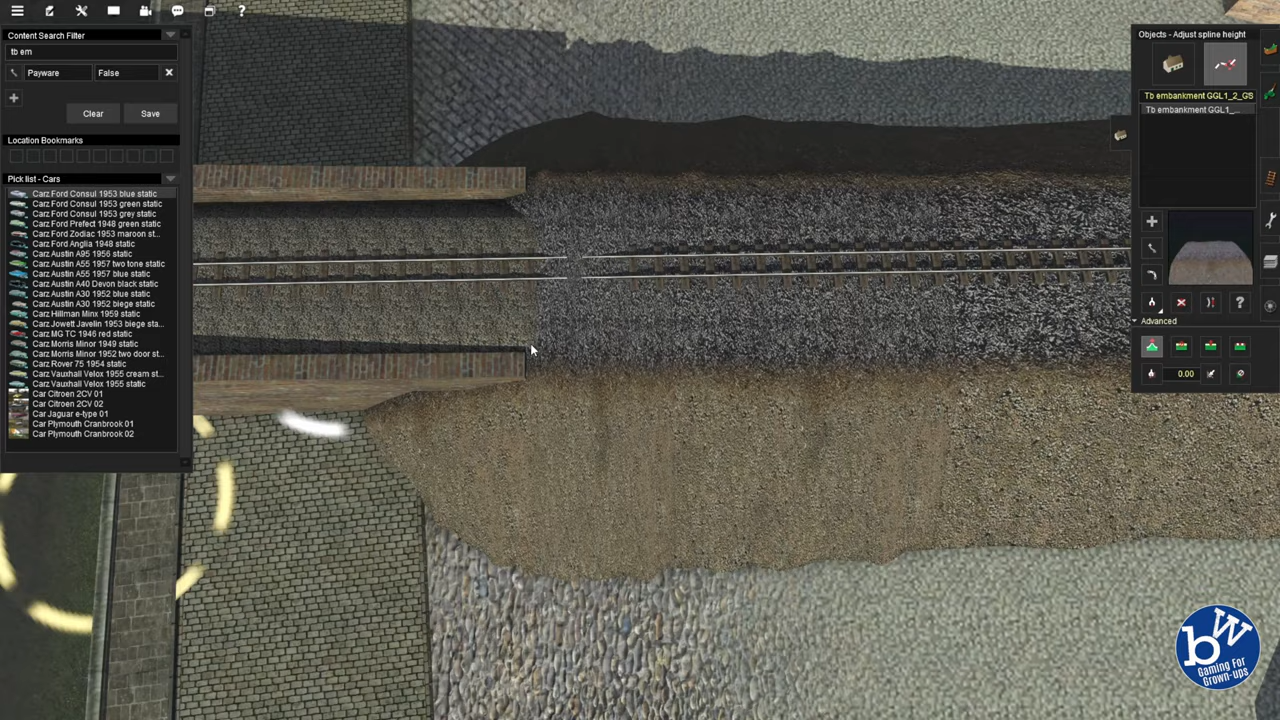 ?
Content Search Filter
tb em
Payware False
Clear Save
Location Bookmarks
Pick list - Cars
Carz Ford Consul 1953 blue static
Carz Ford Consul 1953 green static
Carz Ford Consul 1953 grey static
Carz Ford Prefect 1948 green static
Carz Ford Zodiac 1953 maroon st...
Carz Ford Anglia 1948 static
Carz Austin A95 1956 static
Carz Austin A55 1957 two tone static
Carz Austin A55 1957 blue static
Carz Austin A40 Devon black static
Carz Austin A30 1952 blue static
Carz Austin A30 1952 biege static
Carz Hillman Minx 1959 static
Carz Jowett Javelin 1953 biege sta...
Carz MG TC 1946 red static
Carz Morris Minor 1949 static
Carz Morris Minor 1952 two door st...
Carz Rover 75 1954 static
Carz Vauxhall Velox 1955 cream st...
Carz Vauxhall Velox 1955 static
Car Citroen 2CV 01
Car Citroen 2CV 02
Car Jaguar e-type 01
Car Plymouth Cranbrook 01
Car Plymouth Cranbrook 02
Objects - Adjust spline height
Tb embankment GGL1_2_GS
Tb embankment GGL1_...
?
Advanced
0.00
bw
Gaming For
Grown-ups